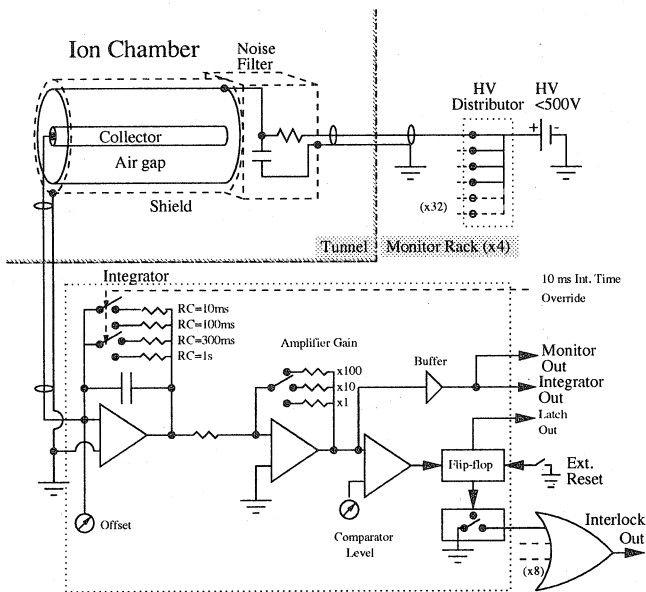 Ion Chamber
Noise
Filter
HV
Distributor
HV
<500V
+ -
Collector
Air gap
(x32)
Shield
Tunnel
Monitor Rack (x4)
Integrator
10 ms Int. Time
Override
RC=10ms
RC=100ms
RC=300ms
RC=1s
Amplifier Gain
x100
x10
x1
Buffer
Monitor
Out
Integrator
Out
Latch
Out
Flip-flop
Ext.
Reset
Offset
Comparator
Level
Interlock
Out
(x8)